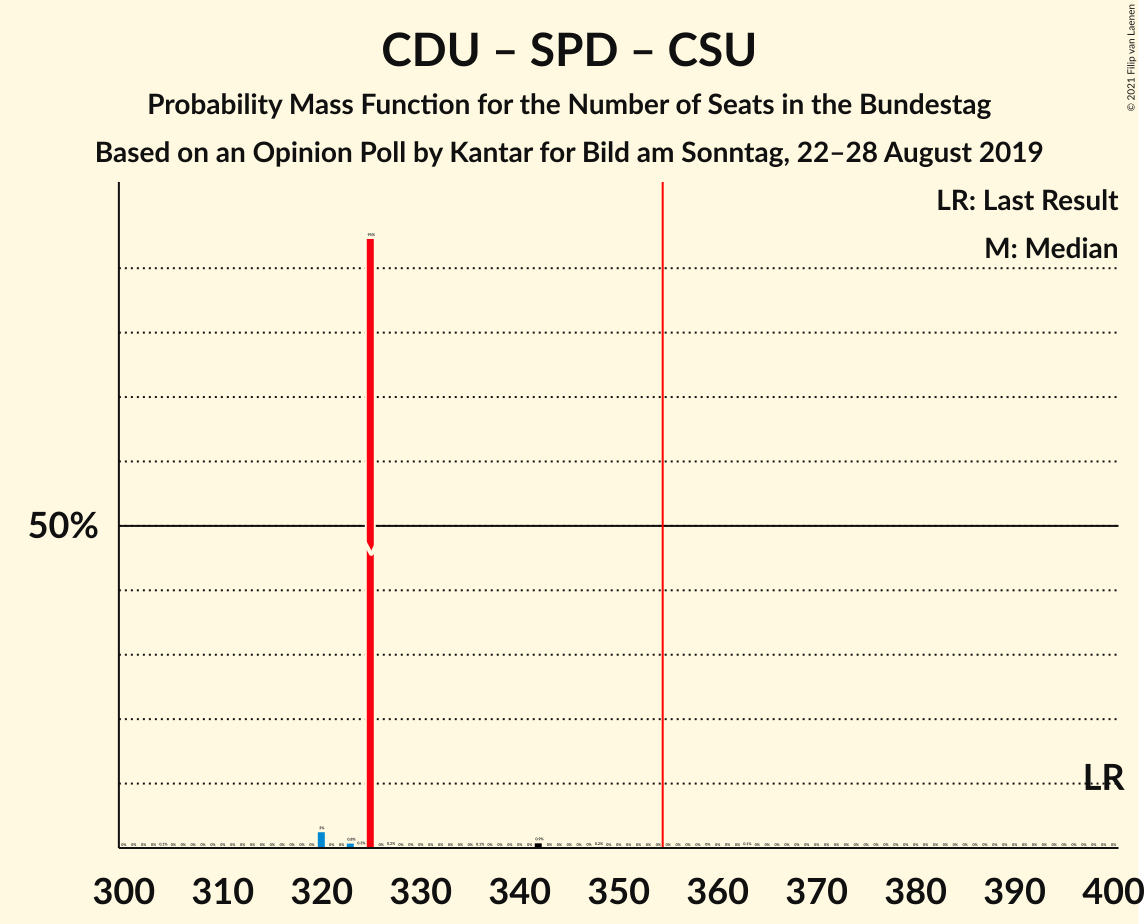 CDU – SPD – CSU
Probability Mass Function for the Number of Seats in the Bundestag
Based on an Opinion Poll by Kantar for Bild am Sonntag, 22–28 August 2019
© 2021 Filip van Laenen
LR: Last Result
M: Median
50%
LR
300 310 320 330 340 350 360 370 380 390 400